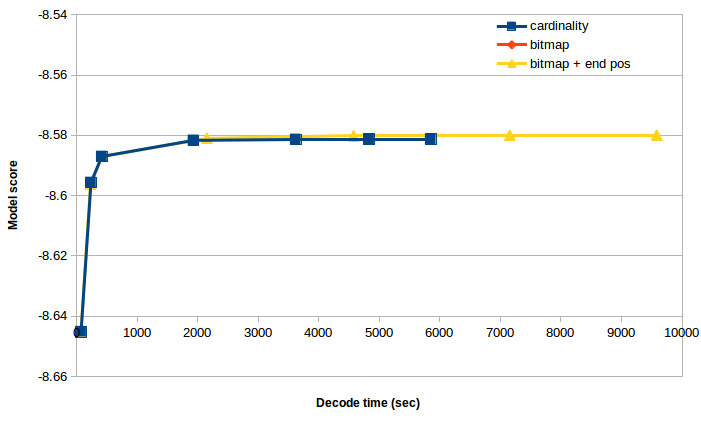 -8.54
cardinality
bitmap
bitmap + end pos
-8.56
-8.58
-8.6
-8.62
-8.64
-8.66
Model score
0 1000 2000 3000 4000 5000 6000 7000 8000 9000 10000
Decode time (sec)